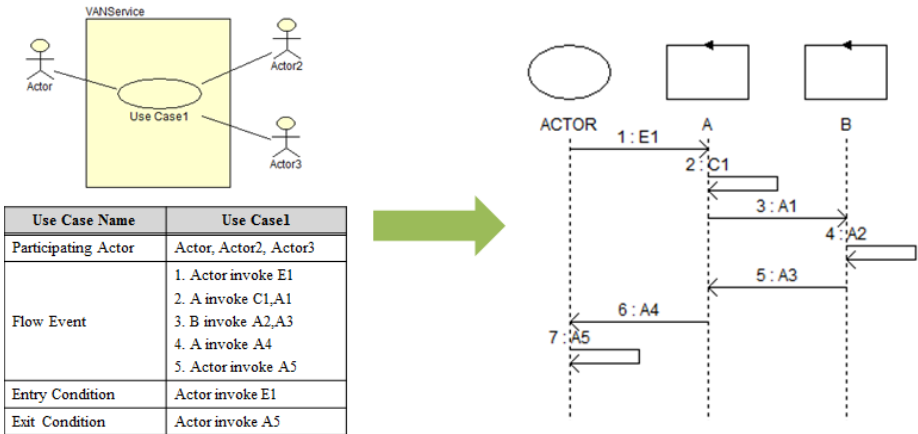 VANService
Actor
Actor2
Use Case1
Actor3
Use Case Name Use Case1
Participating Actor Actor, Actor2, Actor3
Flow Event
1. Actor invoke E1
2. A invoke C1,A1
3. B invoke A2,A3
4. A invoke A4
5. Actor invoke A5
Entry Condition Actor invoke E1
Exit Condition Actor invoke A5
ACTOR A B
1 : E1
2 : C1
3 : A1
4 : A2
5 : A3
6 : A4
7 : A5